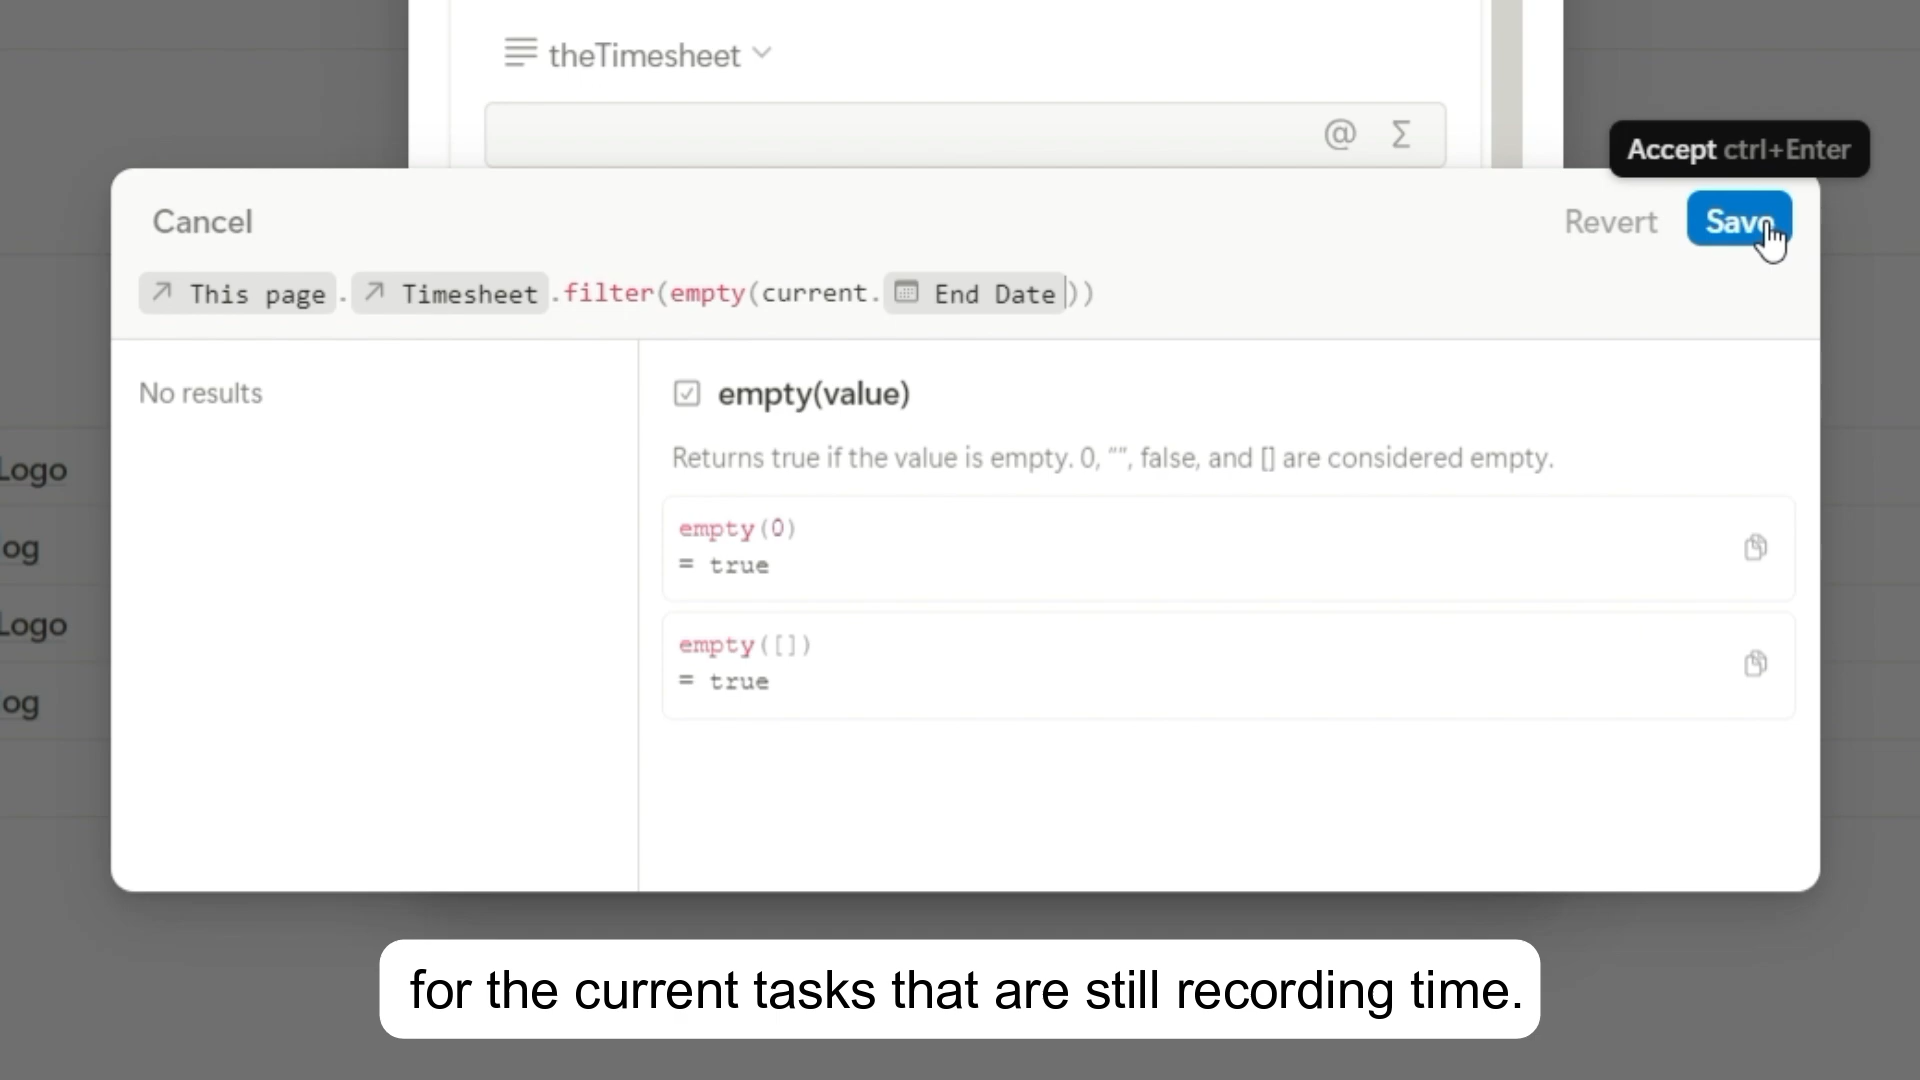 theTimesheet
@ Σ
Accept ctrl+Enter
Cancel
Revert
Save
This page.Timesheet.filter(empty(current.End Date))
No results
empty(value)
Returns true if the value is empty. 0, "", false, and [] are considered empty.
empty(0)
= true
empty([])
= true
Logo
og
Logo
og
for the current tasks that are still recording time.